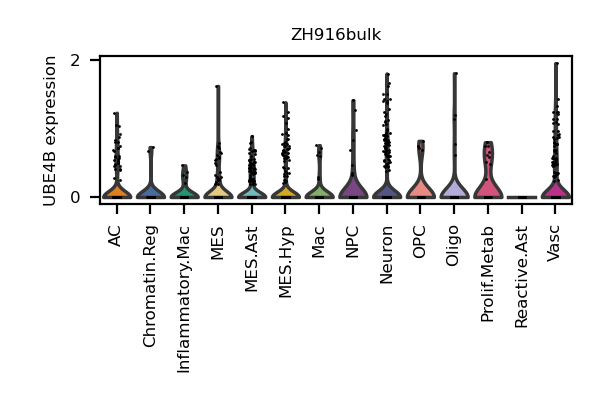 ZH916bulk
UBE4B expression
2
0
AC
Chromatin.Reg
Inflammatory.Mac
MES
MES.Ast
MES.Hyp
Mac
NPC
Neuron
OPC
Oligo
Prolif.Metab
Reactive.Ast
Vasc